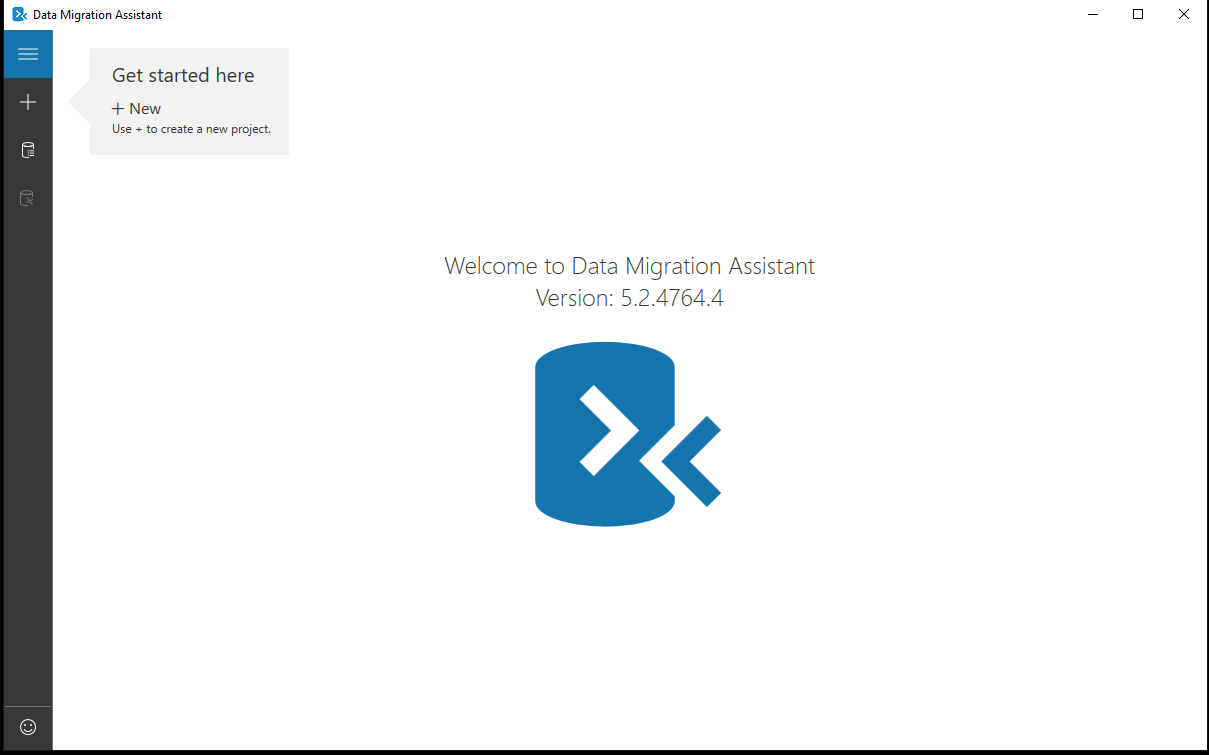 Data Migration Assistant
Get started here
+ New
Use + to create a new project.
Welcome to Data Migration Assistant
Version: 5.2.4764.4